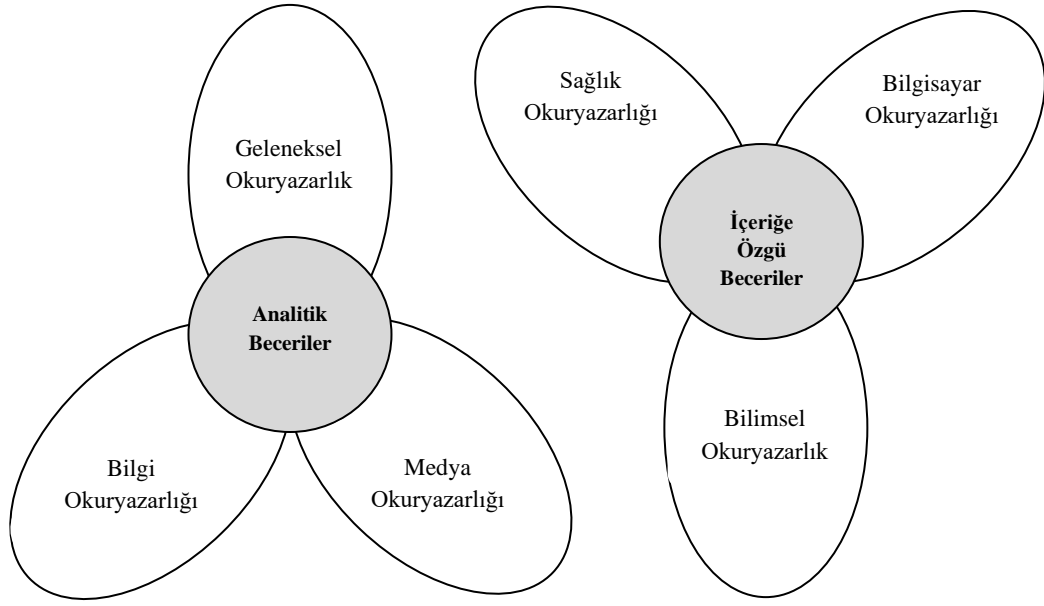 Geleneksel
Okuryazarlık
Analitik
Beceriler
Bilgi
Okuryazarlığı
Medya
Okuryazarlığı
Sağlık
Okuryazarlığı
Bilgisayar
Okuryazarlığı
İçeriğe
Özgü
Beceriler
Bilimsel
Okuryazarlık